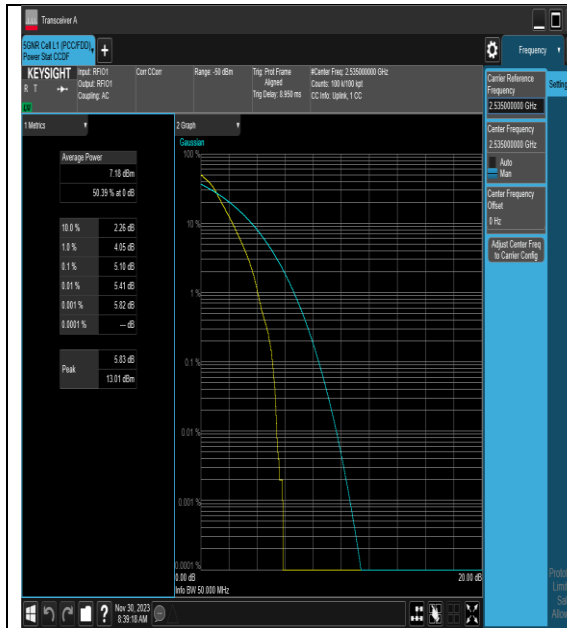 Transceiver A
5GNR Cell L1 (PCC/FDD)
Power Stat CCDF
Frequency
KEYSIGHT
R T
Input: RFIO1
Output: RFIO1
Coupling: AC
Corr CCorr
Range: -50 dBm
Trig: Prot Frame
Aligned
Trig Delay: 8.950 ms
#Center Freq: 2.535000000 GHz
Counts: 100 k/100 kpt
CC Info: Uplink, 1 CC
Carrier Reference
Frequency
2.535000000 GHz
Setting
Center Frequency
2.535000000 GHz
Auto
Man
Center Frequency
Offset
0 Hz
Adjust Center Freq
to Carrier Config
1 Metrics
Average Power
7.18 dBm
50.39 % at 0 dB
10.0 % 2.26 dB
1.0 % 4.05 dB
0.1 % 5.10 dB
0.01 % 5.41 dB
0.001 % 5.82 dB
0.0001 % --- dB
Peak
5.83 dB
13.01 dBm
2 Graph
Gaussian
100 %
10 %
1 %
0.1 %
0.01 %
0.001 %
0.0001 %
0.00 dB
20.00 dB
Info BW 50.000 MHz
Nov 30, 2023
8:39:18 AM